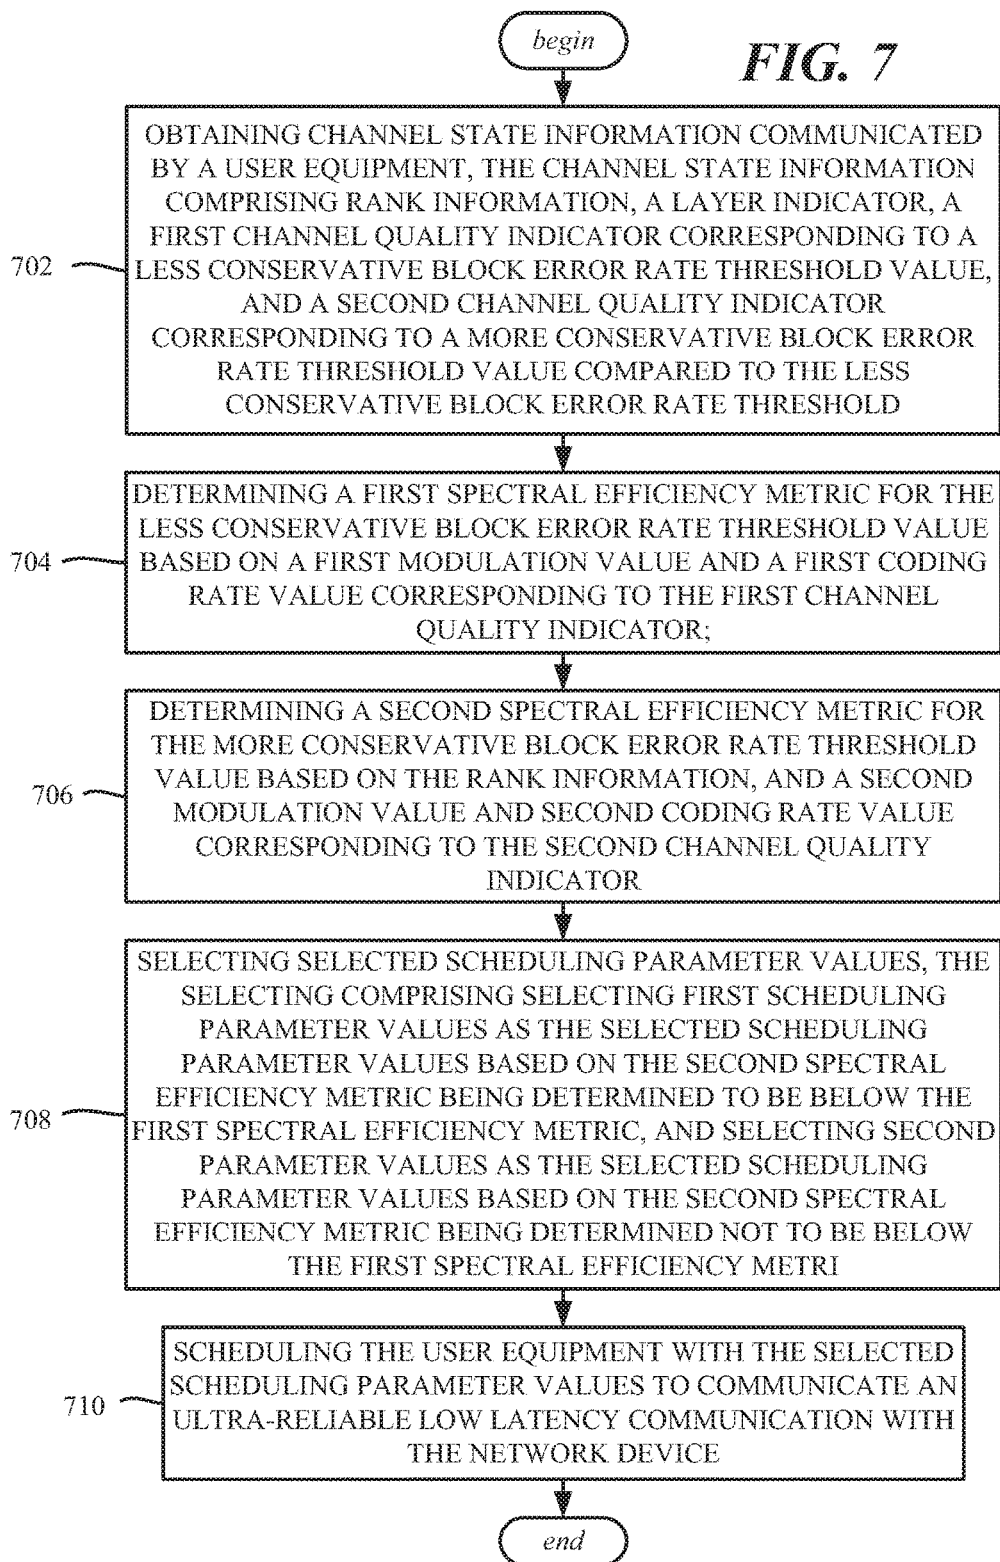 begin
FIG. 7
OBTAINING CHANNEL STATE INFORMATION COMMUNICATED
BY A USER EQUIPMENT, THE CHANNEL STATE INFORMATION
COMPRISING RANK INFORMATION, A LAYER INDICATOR, A
FIRST CHANNEL QUALITY INDICATOR CORRESPONDING TO A
LESS CONSERVATIVE BLOCK ERROR RATE THRESHOLD VALUE,
AND A SECOND CHANNEL QUALITY INDICATOR
CORRESPONDING TO A MORE CONSERVATIVE BLOCK ERROR
RATE THRESHOLD VALUE COMPARED TO THE LESS
CONSERVATIVE BLOCK ERROR RATE THRESHOLD
702
DETERMINING A FIRST SPECTRAL EFFICIENCY METRIC FOR THE
LESS CONSERVATIVE BLOCK ERROR RATE THRESHOLD VALUE
BASED ON A FIRST MODULATION VALUE AND A FIRST CODING
RATE VALUE CORRESPONDING TO THE FIRST CHANNEL
QUALITY INDICATOR;
704
DETERMINING A SECOND SPECTRAL EFFICIENCY METRIC FOR
THE MORE CONSERVATIVE BLOCK ERROR RATE THRESHOLD
VALUE BASED ON THE RANK INFORMATION, AND A SECOND
MODULATION VALUE AND SECOND CODING RATE VALUE
CORRESPONDING TO THE SECOND CHANNEL QUALITY
INDICATOR
706
SELECTING SELECTED SCHEDULING PARAMETER VALUES, THE
SELECTING COMPRISING SELECTING FIRST SCHEDULING
PARAMETER VALUES AS THE SELECTED SCHEDULING
PARAMETER VALUES BASED ON THE SECOND SPECTRAL
EFFICIENCY METRIC BEING DETERMINED TO BE BELOW THE
FIRST SPECTRAL EFFICIENCY METRIC, AND SELECTING SECOND
PARAMETER VALUES AS THE SELECTED SCHEDULING
PARAMETER VALUES BASED ON THE SECOND SPECTRAL
EFFICIENCY METRIC BEING DETERMINED NOT TO BE BELOW
THE FIRST SPECTRAL EFFICIENCY METRI
708
SCHEDULING THE USER EQUIPMENT WITH THE SELECTED
SCHEDULING PARAMETER VALUES TO COMMUNICATE AN
ULTRA-RELIABLE LOW LATENCY COMMUNICATION WITH
THE NETWORK DEVICE
710
end